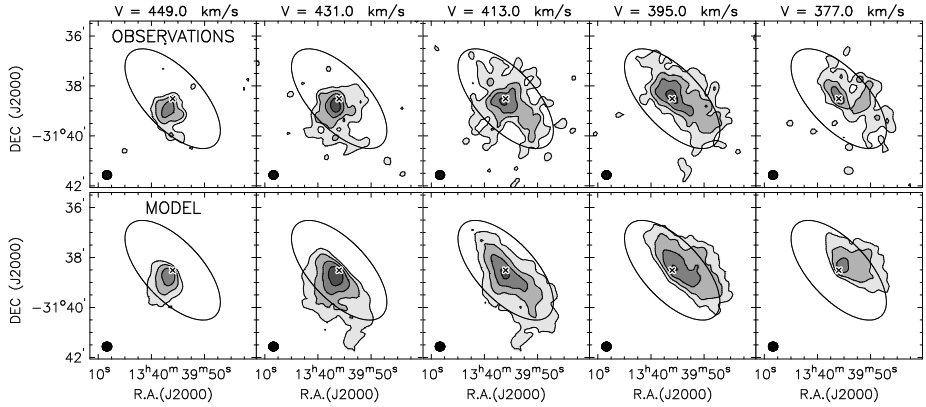 V = 449.0 km/s V = 431.0 km/s V = 413.0 km/s V = 395.0 km/s V = 377.0 km/s
OBSERVATIONS
36'
38'
−31°40'
42'
DEC (J2000)
MODEL
36'
38'
−31°40'
42'
DEC (J2000)
10ˢ 13ʰ40ᵐ 39ᵐ50ˢ 10ˢ 13ʰ40ᵐ 39ᵐ50ˢ 10ˢ 13ʰ40ᵐ 39ᵐ50ˢ 10ˢ 13ʰ40ᵐ 39ᵐ50ˢ 10ˢ 13ʰ40ᵐ 39ᵐ50ˢ
R.A.(J2000) R.A.(J2000) R.A.(J2000) R.A.(J2000) R.A.(J2000)